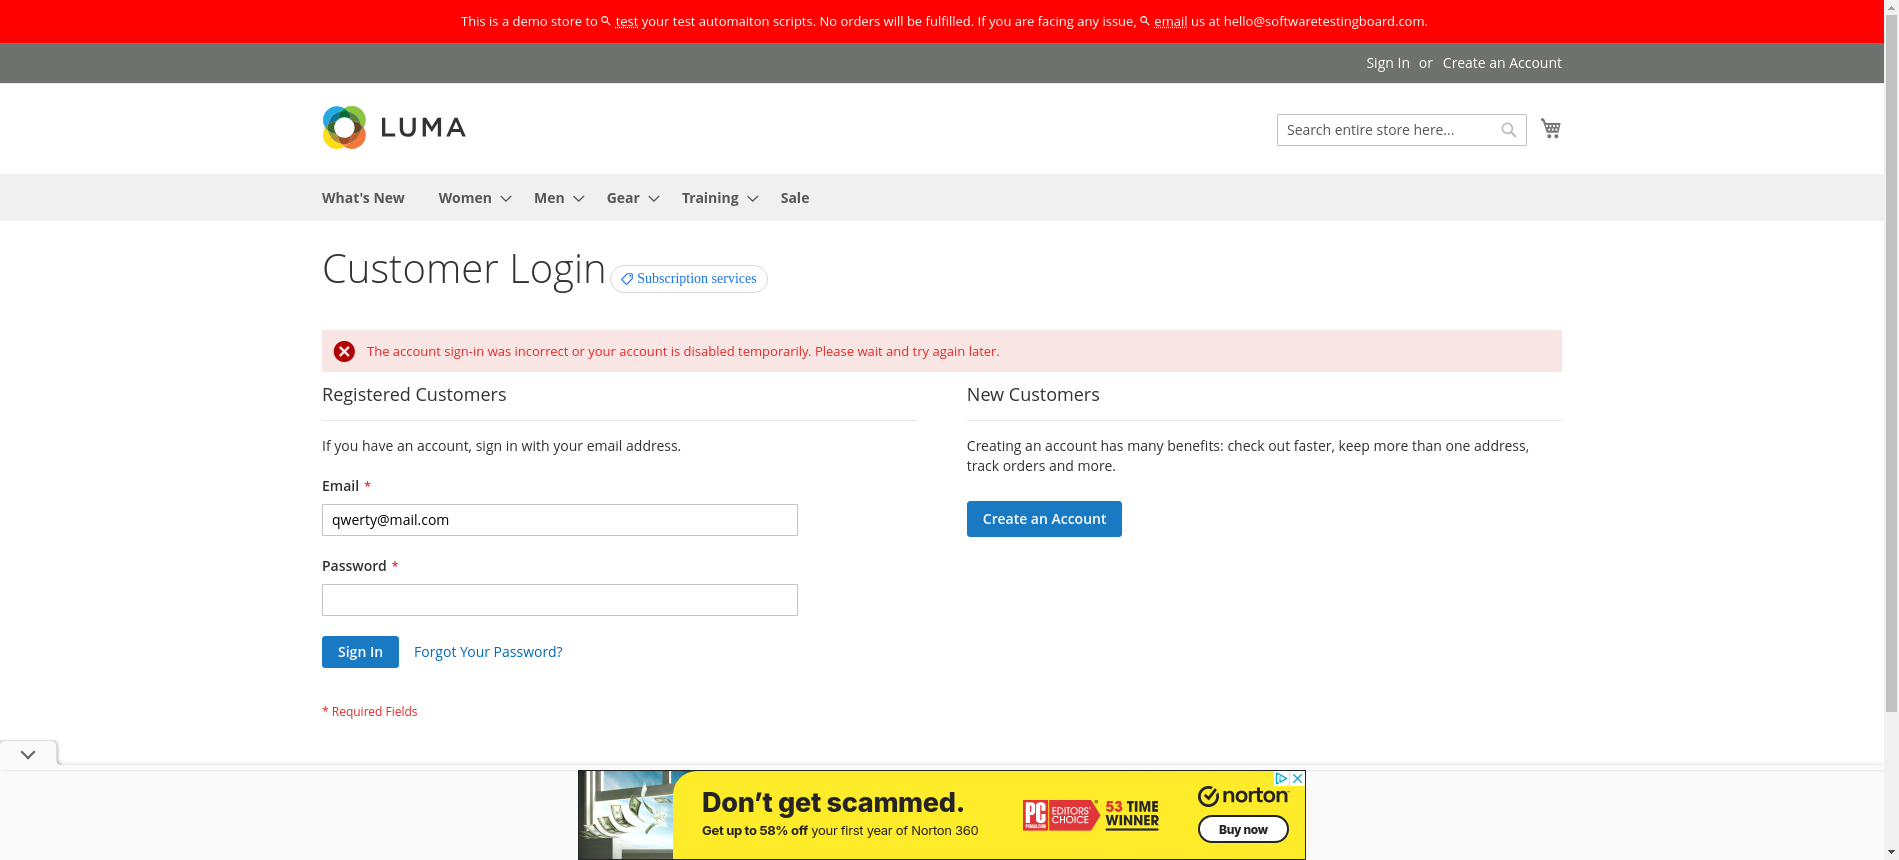 This is a demo store to test your test automaiton scripts. No orders will be fulfilled. If you are facing any issue, email us at hello@softwaretestingboard.com.
Sign In or Create an Account
LUMA
Search entire store here...
What's New Women Men Gear Training Sale
Customer Login Subscription services
The account sign-in was incorrect or your account is disabled temporarily. Please wait and try again later.
Registered Customers
If you have an account, sign in with your email address.
Email *
qwerty@mail.com
Password *
Sign In Forgot Your Password?
* Required Fields
New Customers
Creating an account has many benefits: check out faster, keep more than one address,
track orders and more.
Create an Account
Don't get scammed.
Get up to 58% off your first year of Norton 360
PC
EDITORS'
CHOICE
53 TIME
WINNER
norton
Buy now